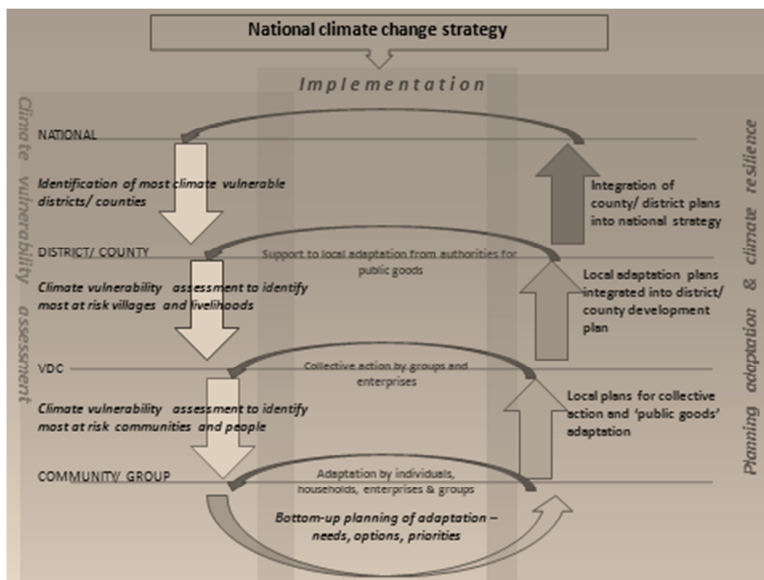 National climate change strategy
Implementation
Climate vulnerability assessment
Planning adaptation & climate resilience
NATIONAL
Identification of most climate vulnerable
districts/ counties
Integration of
county/ district plans
into national strategy
DISTRICT/ COUNTY
Support to local adaptation from authorities for
public goods
Climate vulnerability assessment to identify
most at risk villages and livelihoods
Local adaptation plans
integrated into district/
county development
plan
VDC
Collective action by groups and
enterprises
Climate vulnerability assessment to identify
most at risk communities and people
Local plans for collective
action and 'public goods'
adaptation
COMMUNITY/ GROUP
Adaptation by individuals,
households, enterprises & groups
Bottom-up planning of adaptation –
needs, options, priorities